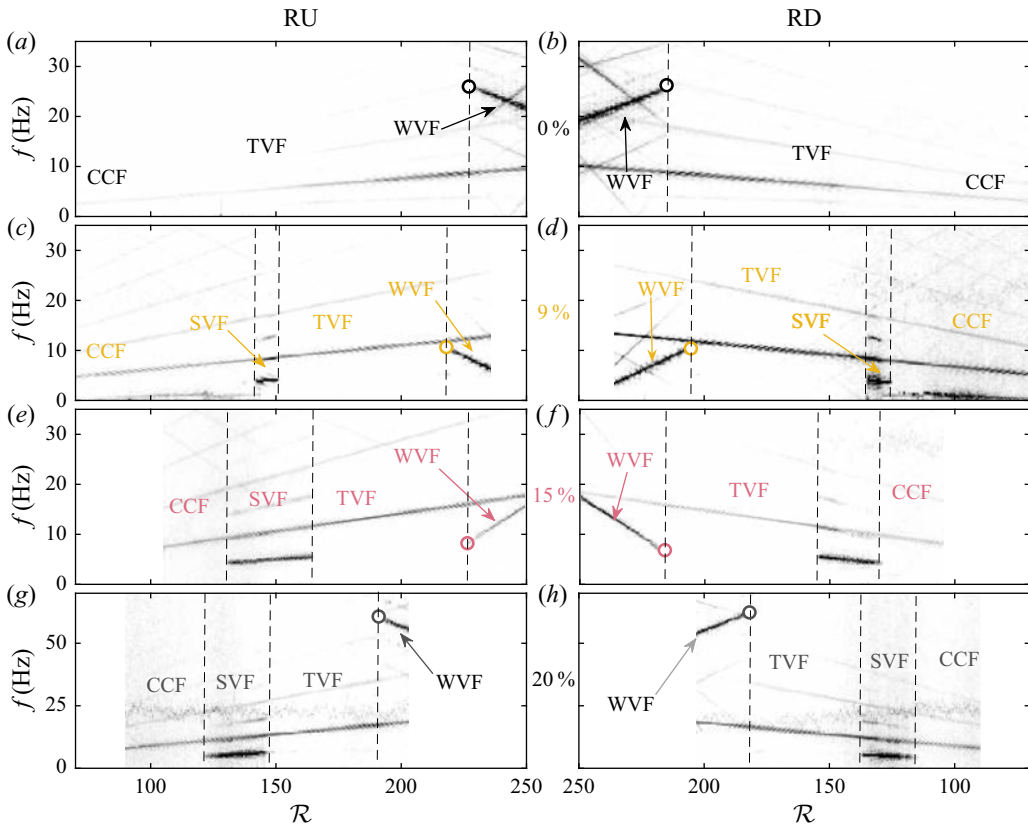 RU RD
(a) (b)
30
20
10
0
f (Hz)
CCF TVF WVF 0 % WVF TVF CCF
(c) (d)
30
20
10
0
f (Hz)
CCF SVF TVF WVF 9 % WVF TVF SVF CCF
(e) (f)
30
20
10
0
f (Hz)
CCF SVF TVF WVF 15 % WVF TVF CCF
(g) (h)
50
25
0
f (Hz)
CCF SVF TVF WVF 20 % WVF TVF SVF CCF
100 150 200 250 200 150 100
ℛ ℛ